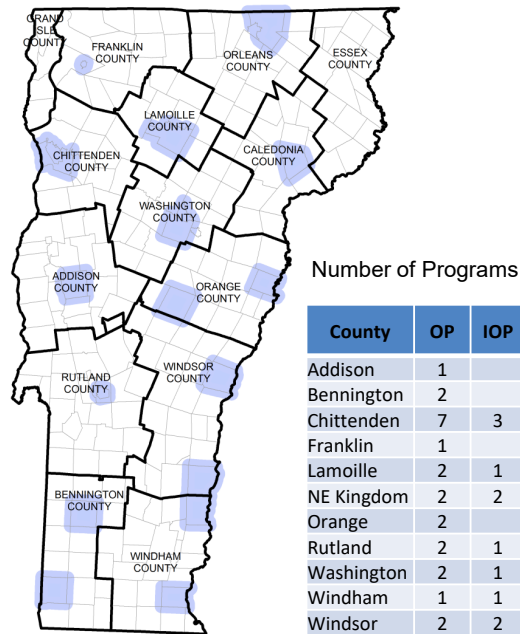 GRAND
ISLE
COUNTY
FRANKLIN
COUNTY
ORLEANS
COUNTY
ESSEX
COUNTY
LAMOILLE
COUNTY
CHITTENDEN
COUNTY
CALEDONIA
COUNTY
WASHINGTON
COUNTY
ADDISON
COUNTY
ORANGE
COUNTY
RUTLAND
COUNTY
WINDSOR
COUNTY
BENNINGTON
COUNTY
WINDHAM
COUNTY
Number of Programs
County OP IOP
Addison 1
Bennington 2
Chittenden 7 3
Franklin 1
Lamoille 2 1
NE Kingdom 2 2
Orange 2
Rutland 2 1
Washington 2 1
Windham 1 1
Windsor 2 2